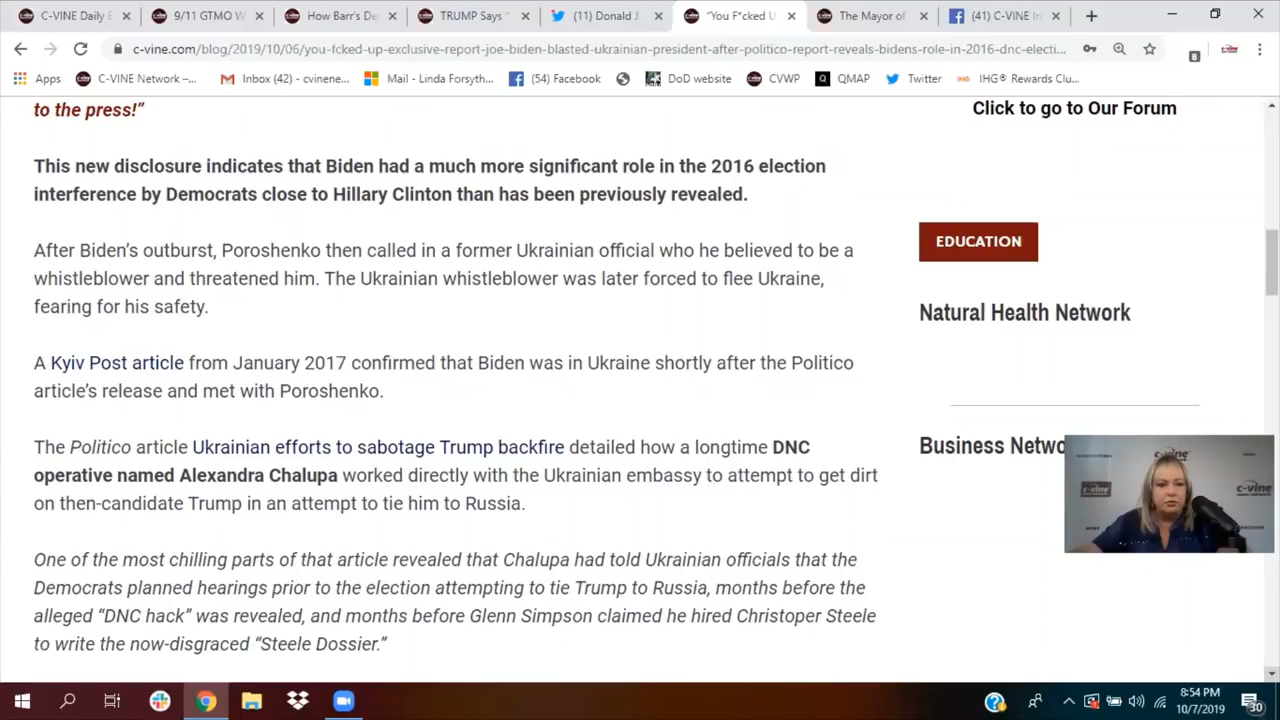 C-VINE Daily E
9/11 GTMO W
How Barr's De
TRUMP Says "
(11) Donald J.
"You F*cked U
The Mayor of
(41) C-VINE In
c-vine.com/blog/2019/10/06/you-fcked-up-exclusive-report-joe-biden-blasted-ukrainian-president-after-politico-report-reveals-bidens-role-in-2016-dnc-electi...
Apps
C-VINE Network –...
Inbox (42) - cvinene...
Mail - Linda Forsyth...
(54) Facebook
DoD website
CVWP
QMAP
Twitter
IHG® Rewards Clu...
to the press!”
Click to go to Our Forum
This new disclosure indicates that Biden had a much more significant role in the 2016 election
interference by Democrats close to Hillary Clinton than has been previously revealed.
After Biden’s outburst, Poroshenko then called in a former Ukrainian official who he believed to be a
whistleblower and threatened him. The Ukrainian whistleblower was later forced to flee Ukraine,
fearing for his safety.
A Kyiv Post article from January 2017 confirmed that Biden was in Ukraine shortly after the Politico
article’s release and met with Poroshenko.
The Politico article Ukrainian efforts to sabotage Trump backfire detailed how a longtime DNC
operative named Alexandra Chalupa worked directly with the Ukrainian embassy to attempt to get dirt
on then-candidate Trump in an attempt to tie him to Russia.
One of the most chilling parts of that article revealed that Chalupa had told Ukrainian officials that the
Democrats planned hearings prior to the election attempting to tie Trump to Russia, months before the
alleged “DNC hack” was revealed, and months before Glenn Simpson claimed he hired Christoper Steele
to write the now-disgraced “Steele Dossier.”
EDUCATION
Natural Health Network
Business Netwo
c-vine
c-vine
c-vine
8:54 PM
10/7/2019
30